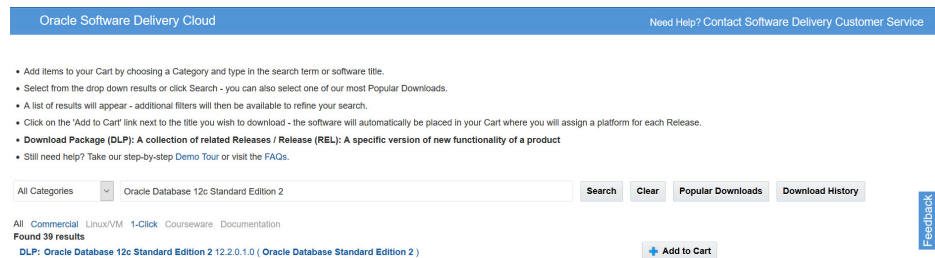 Oracle Software Delivery Cloud
Need Help? Contact Software Delivery Customer Service
• Add items to your Cart by choosing a Category and type in the search term or software title.
• Select from the drop down results or click Search - you can also select one of our most Popular Downloads.
• A list of results will appear - additional filters will then be available to refine your search.
• Click on the 'Add to Cart' link next to the title you wish to download - the software will automatically be placed in your Cart where you will assign a platform for each Release.
• Download Package (DLP): A collection of related Releases / Release (REL): A specific version of new functionality of a product
• Still need help? Take our step-by-step Demo Tour or visit the FAQs.
All Categories Oracle Database 12c Standard Edition 2 Search Clear Popular Downloads Download History
Feedback
All Commercial Linux/VM 1-Click Courseware Documentation
Found 39 results
DLP: Oracle Database 12c Standard Edition 2 12.2.0.1.0 ( Oracle Database Standard Edition 2 ) Add to Cart